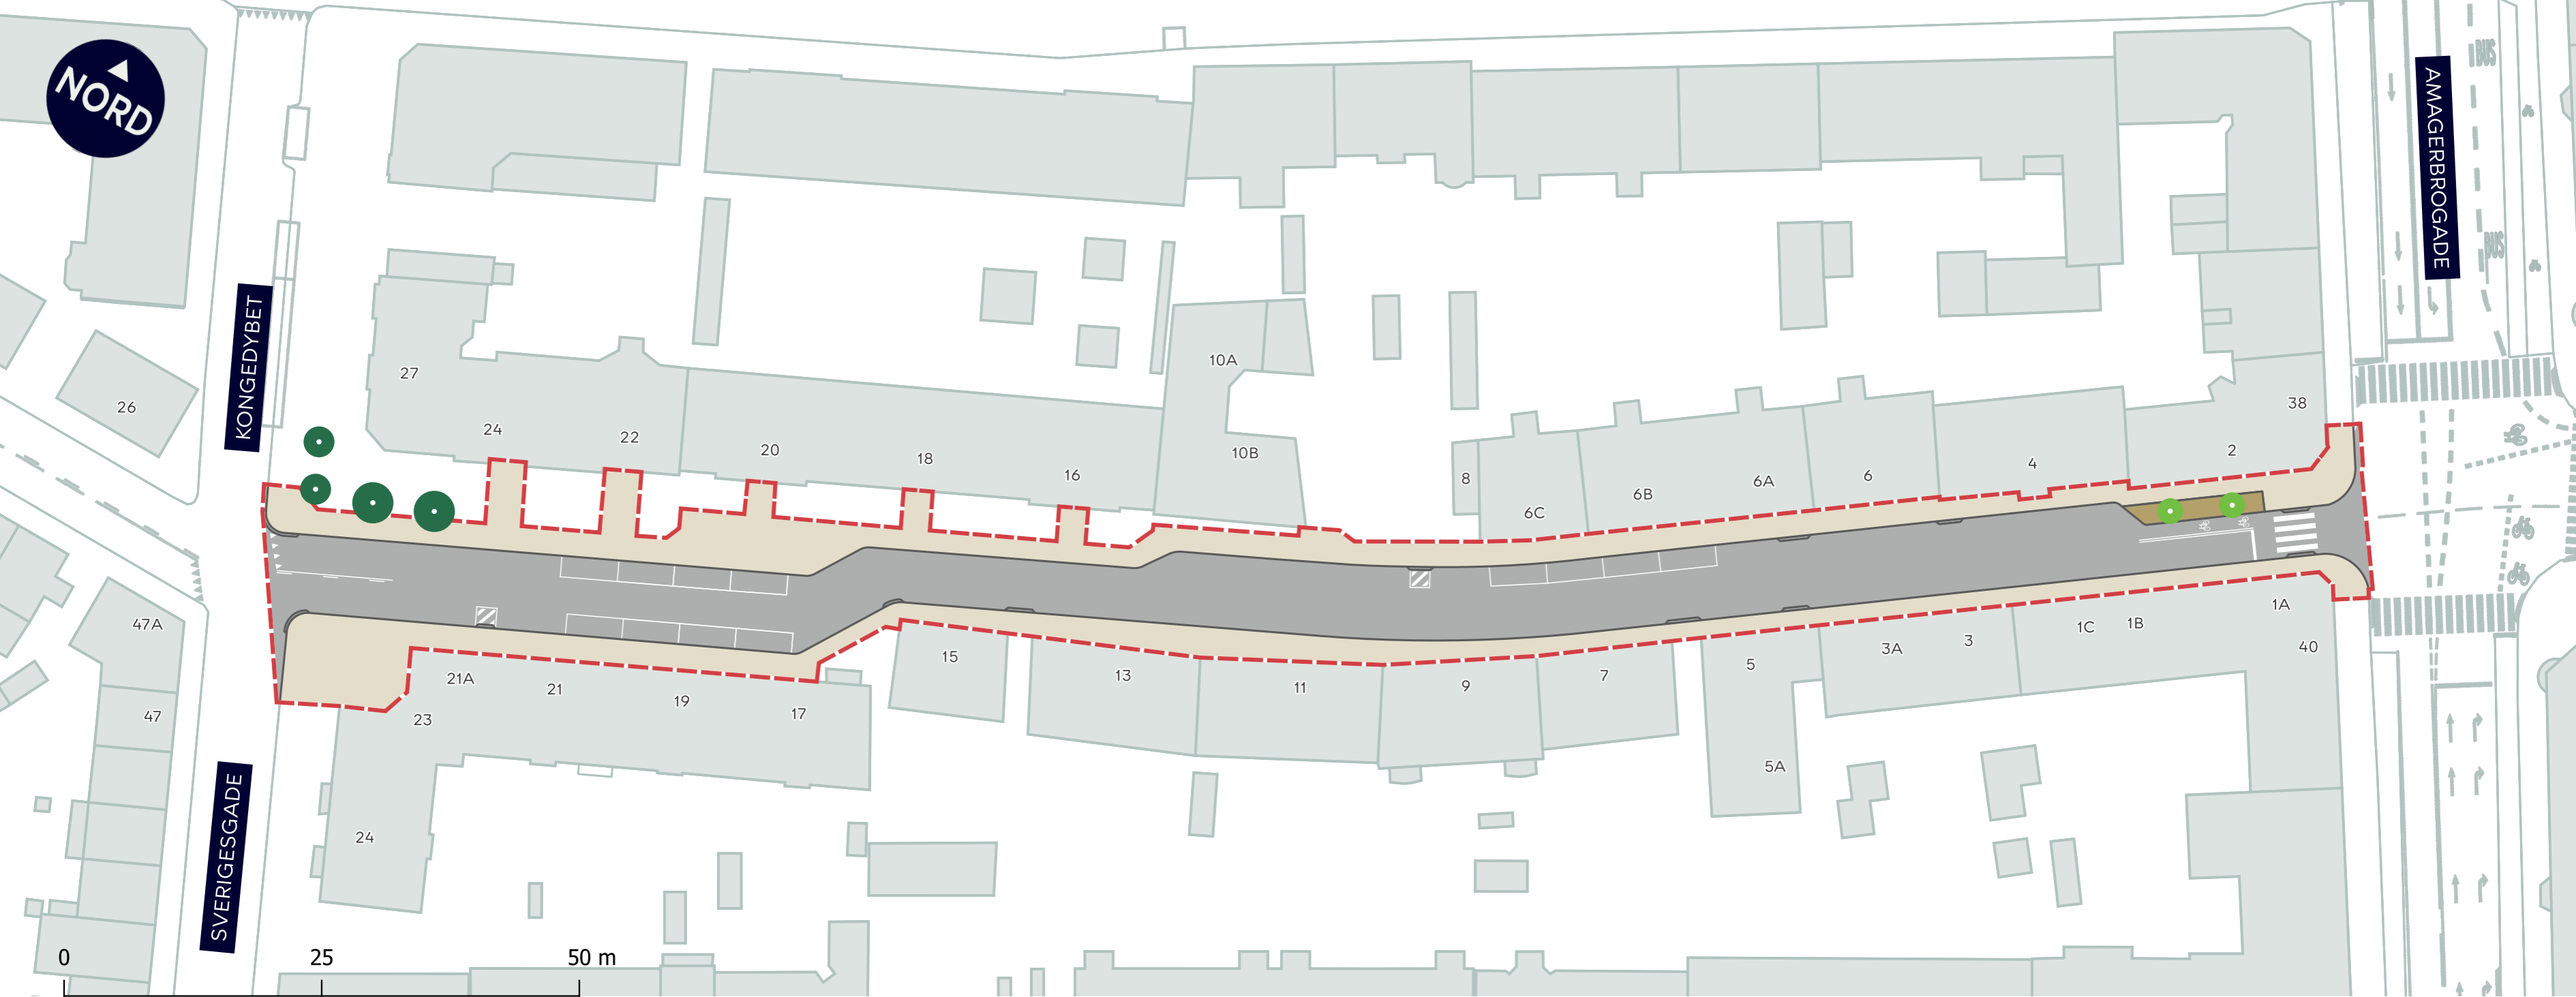 NORD
BUS
AMAGERBROGADE
BUS
KONGEDYBET
27
26
10A
38
24
22
20
18
16
10B
8
6C
6B
6A
6
4
2
47A
47
21A
21
19
17
23
24
15
13
11
9
7
5
5A
3A
3
1C
1B
1A
40
SVERIGESGADE
0
25
50 m